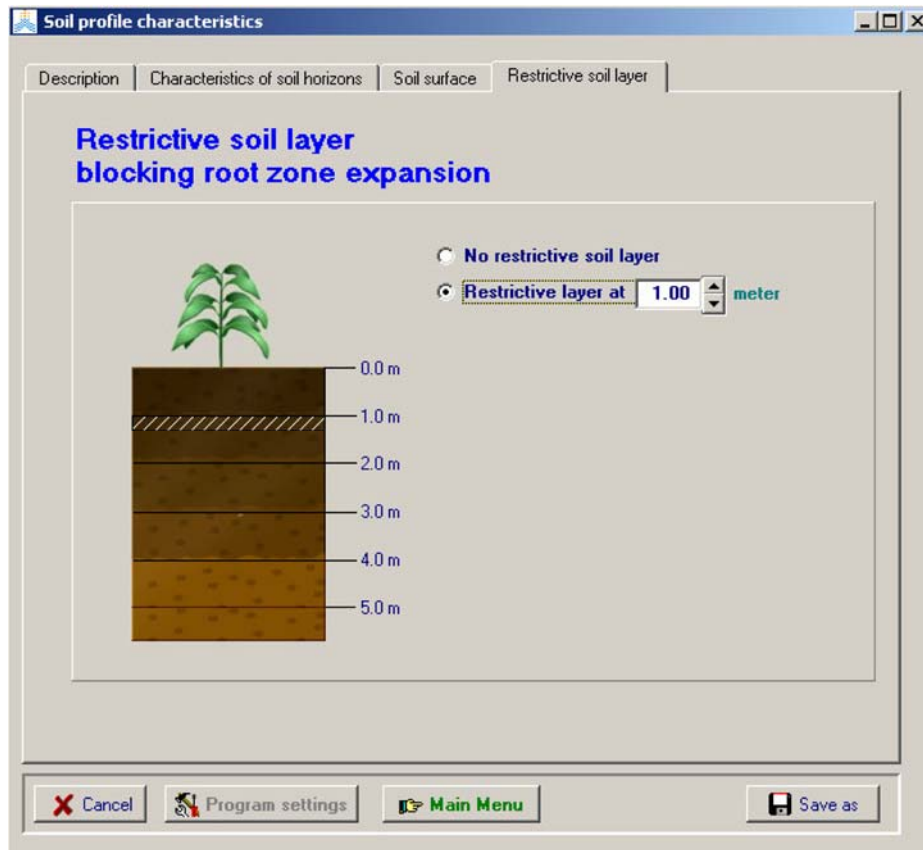 Soil profile characteristics
Description
Characteristics of soil horizons
Soil surface
Restrictive soil layer
Restrictive soil layer
blocking root zone expansion
No restrictive soil layer
Restrictive layer at 1.00 meter
0.0 m
1.0 m
2.0 m
3.0 m
4.0 m
5.0 m
Cancel
Program settings
Main Menu
Save as